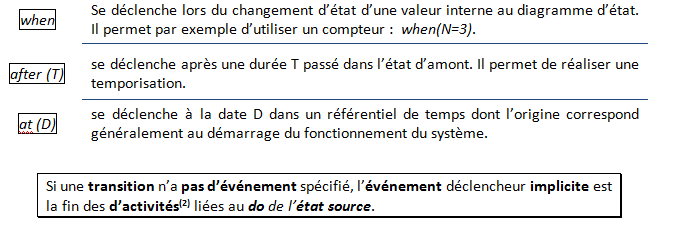 when
Se déclenche lors du changement d'état d'une valeur interne au diagramme d'état.
Il permet par exemple d'utiliser un compteur : when(N=3).
after (T)
se déclenche après une durée T passé dans l'état d'amont. Il permet de réaliser une
temporisation.
at (D)
se déclenche à la date D dans un référentiel de temps dont l'origine correspond
généralement au démarrage du fonctionnement du système.
Si une transition n'a pas d'événement spécifié, l'événement déclencheur implicite est
la fin des d'activités(2) liées au do de l'état source.